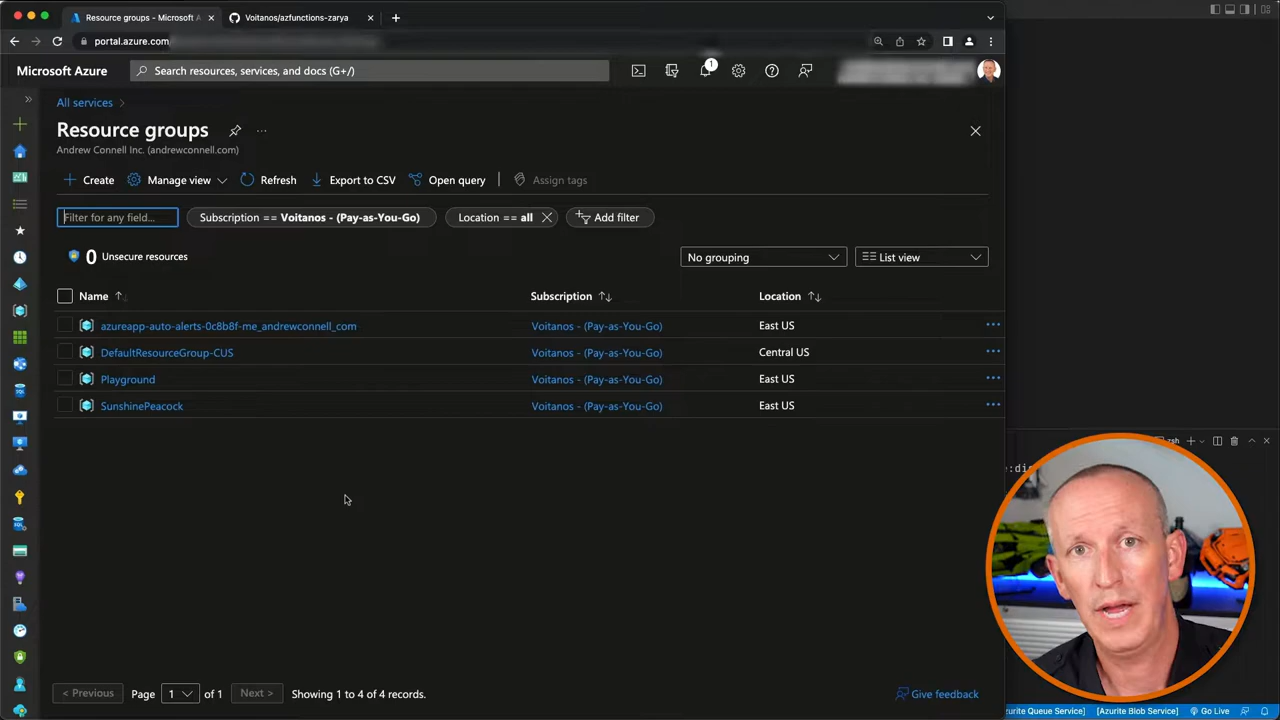 Resource groups - Microsoft A
Voitanos/azfunctions-zarya
portal.azure.com
Microsoft Azure
Search resources, services, and docs (G+/)
1
All services
Resource groups
Andrew Connell Inc. (andrewconnell.com)
Create
Manage view
Refresh
Export to CSV
Open query
Assign tags
Filter for any field...
Subscription == Voitanos - (Pay-as-You-Go)
Location == all
Add filter
0 Unsecure resources
No grouping
List view
Name
Subscription
Location
azureapp-auto-alerts-0c8b8f-me_andrewconnell_com
Voitanos - (Pay-as-You-Go)
East US
DefaultResourceGroup-CUS
Voitanos - (Pay-as-You-Go)
Central US
Playground
Voitanos - (Pay-as-You-Go)
East US
SunshinePeacock
Voitanos - (Pay-as-You-Go)
East US
zsh
< Previous
Page 1 of 1
Next >
Showing 1 to 4 of 4 records.
Give feedback
[Azurite Blob Service]
Go Live